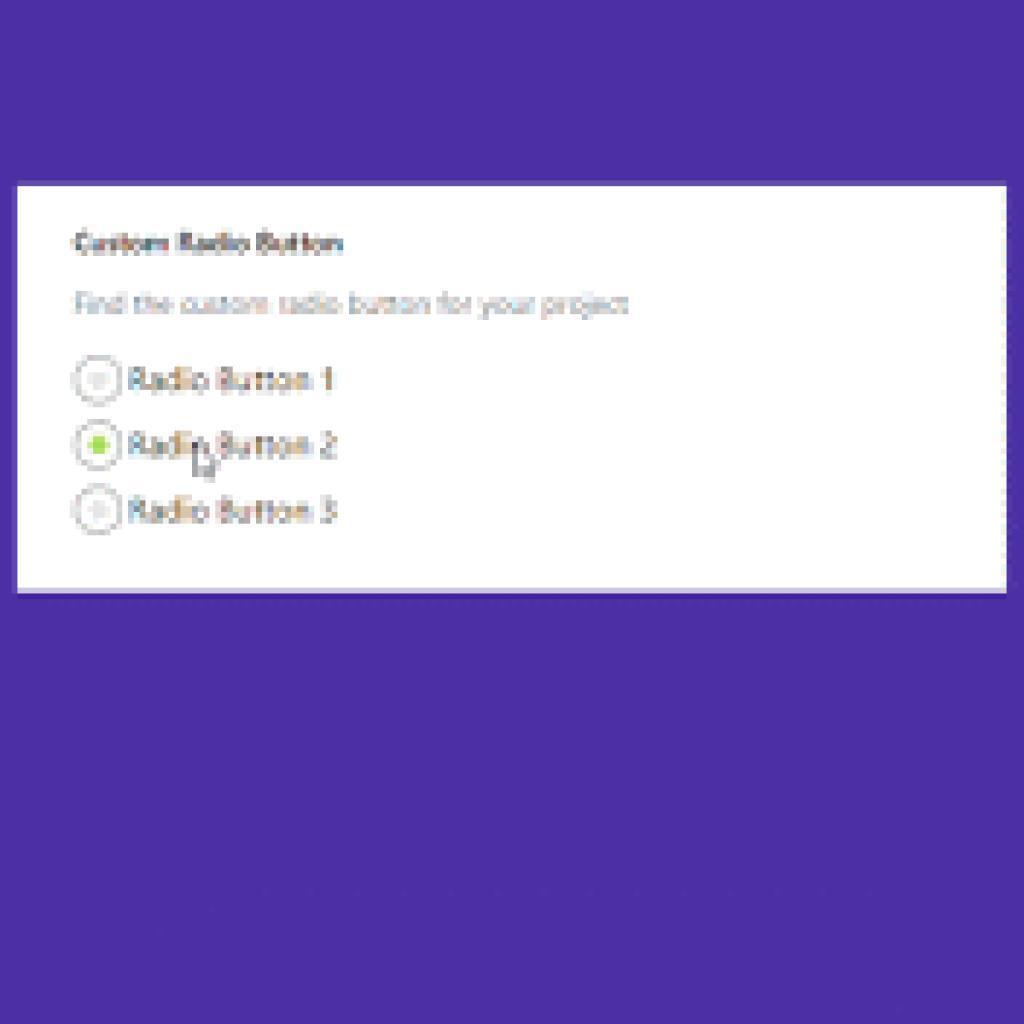 Custom Radio Button
Find the custom radio button for your project
Radio Button 1
Radio Button 2
Radio Button 3